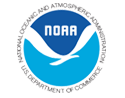 NATIONAL OCEANIC AND ATMOSPHERIC ADMINISTRATION
NOAA
U.S. DEPARTMENT OF COMMERCE